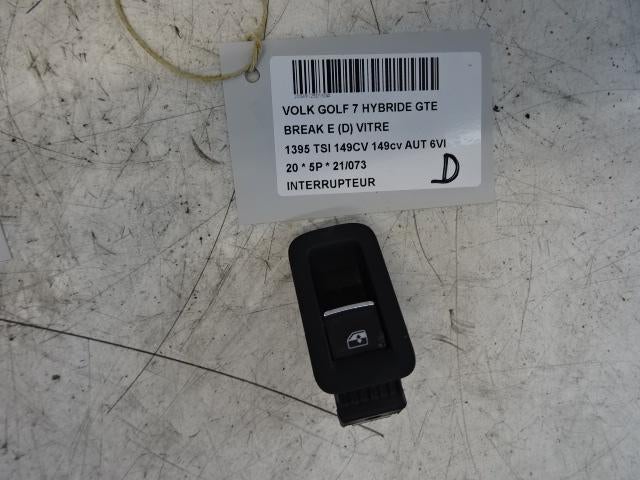 VOLK GOLF 7 HYBRIDE GTE
BREAK E (D) VITRE
1395 TSI 149CV 149cv AUT 6VI
20 * 5P * 21/073
INTERRUPTEUR
D